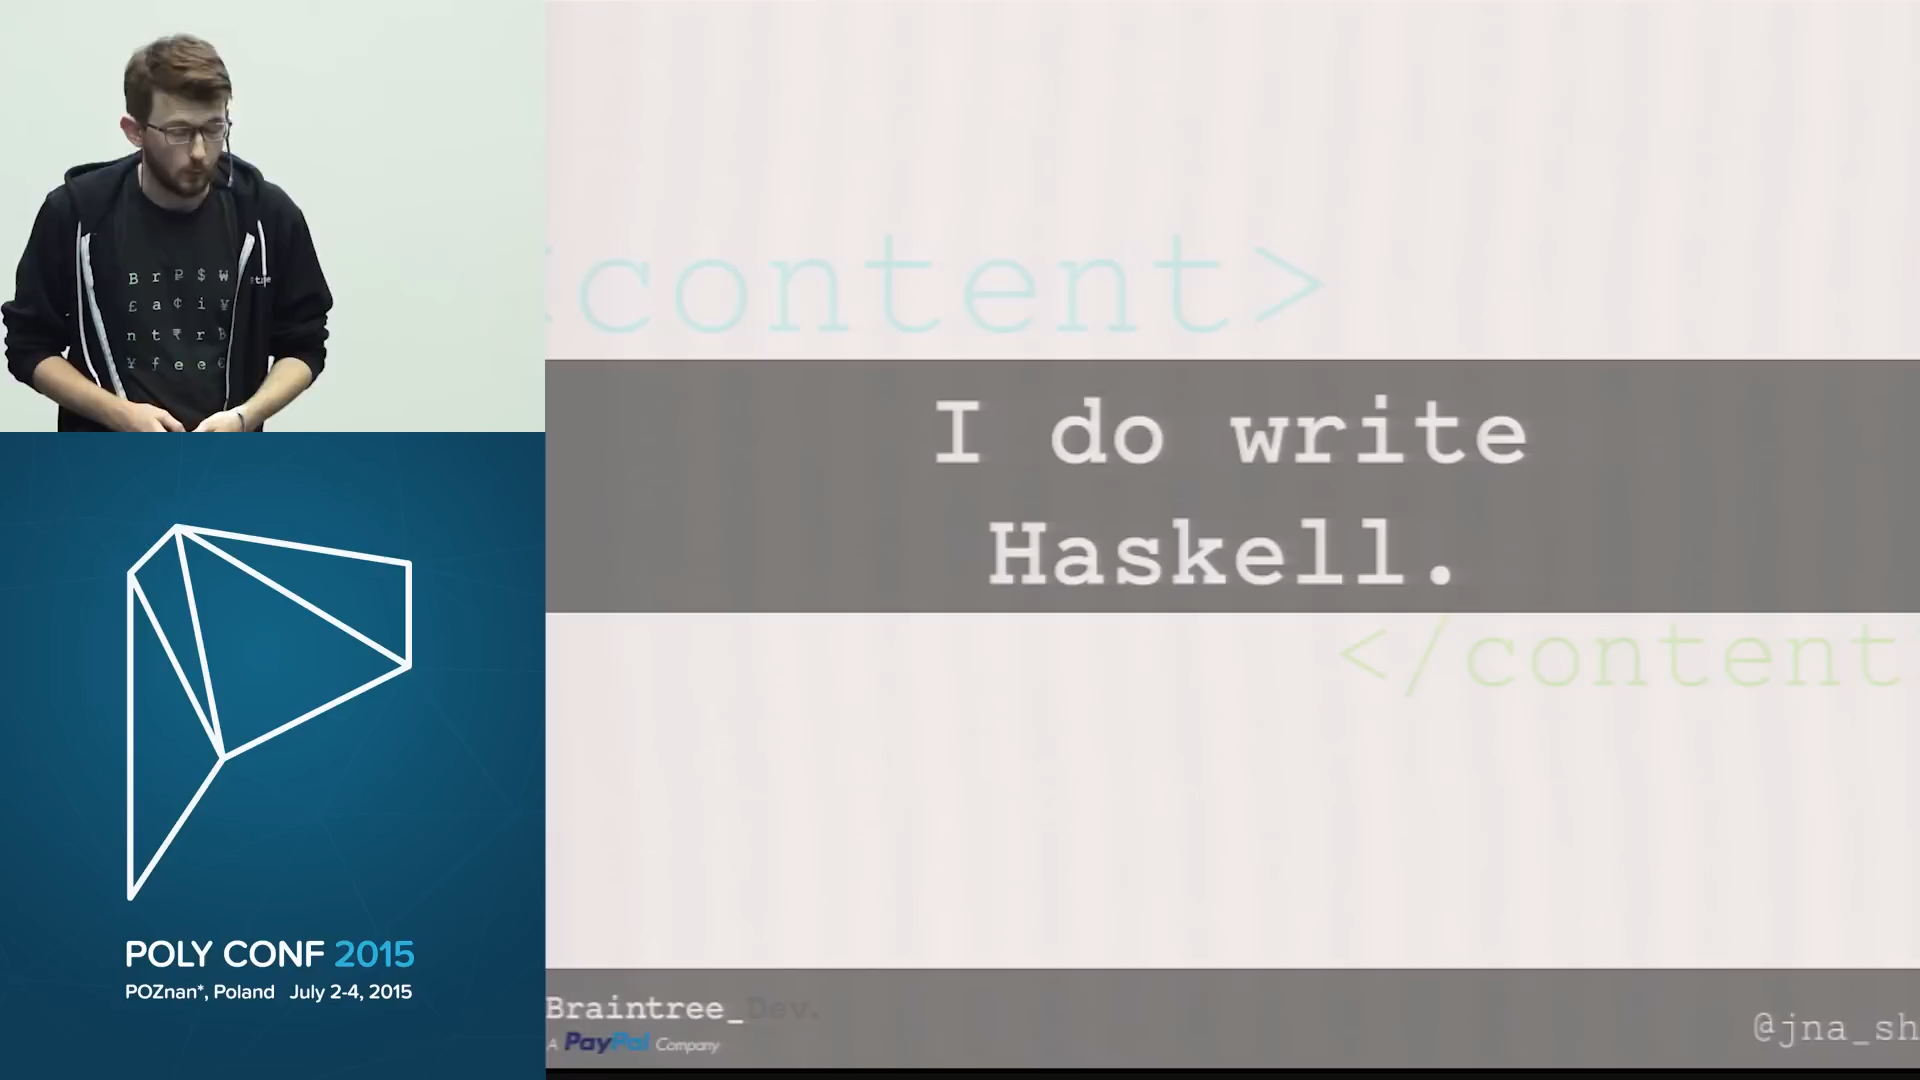 B r ₽ $ ₩
£ a ¢ i ¥
n t ₹ r
¥ f e e €
POLY CONF 2015
POZnan*, Poland July 2-4, 2015
<content>
I do write
Haskell.
</content>
Braintree_Dev.
A PayPal Company
@jna_sh